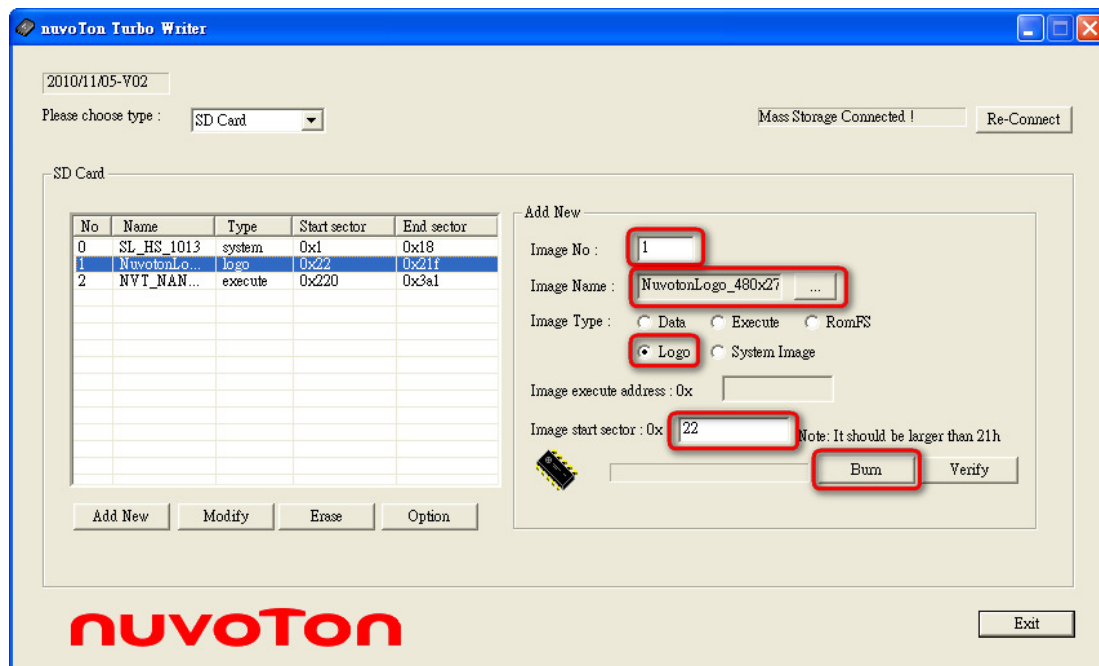 nuvoTon Turbo Writer
2010/11/05-V02
Please choose type : SD Card Mass Storage Connected ! Re-Connect
SD Card
No Name Type Start sector End sector
0 SL_HS_1013 system 0x1 0x18
1 NuvotonLo... logo 0x22 0x21f
2 NVT_NAN... execute 0x220 0x3a1
Add New Modify Erase Option
Add New
Image No : 1
Image Name : NuvotonLogo_480x27 ...
Image Type : Data Execute RomFS
Logo System Image
Image execute address : 0x
Image start sector : 0x 22 Note: It should be larger than 21h
Burn Verify
nuvoTon
Exit